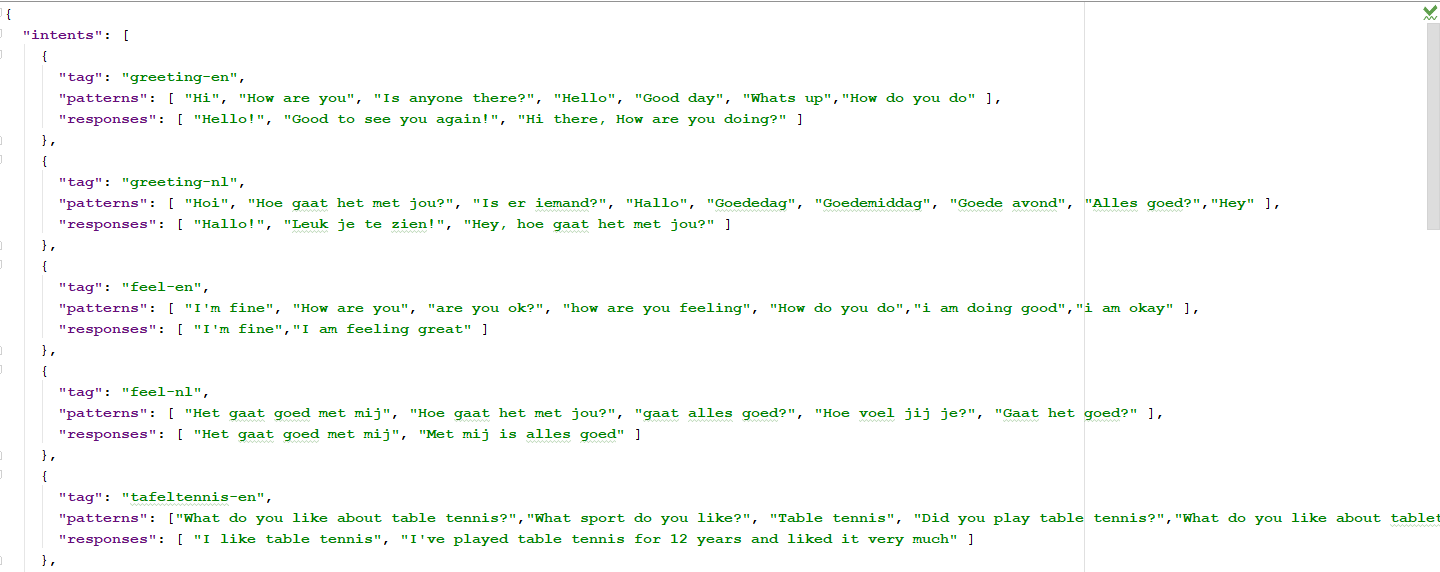 {
"intents": [
{
"tag": "greeting-en",
"patterns": [ "Hi", "How are you", "Is anyone there?", "Hello", "Good day", "Whats up","How do you do" ],
"responses": [ "Hello!", "Good to see you again!", "Hi there, How are you doing?" ]
},
{
"tag": "greeting-nl",
"patterns": [ "Hoi", "Hoe gaat het met jou?", "Is er iemand?", "Hallo", "Goededag", "Goedemiddag", "Goede avond", "Alles goed?","Hey" ],
"responses": [ "Hallo!", "Leuk je te zien!", "Hey, hoe gaat het met jou?" ]
},
{
"tag": "feel-en",
"patterns": [ "I'm fine", "How are you", "are you ok?", "how are you feeling", "How do you do","i am doing good","i am okay" ],
"responses": [ "I'm fine","I am feeling great" ]
},
{
"tag": "feel-nl",
"patterns": [ "Het gaat goed met mij", "Hoe gaat het met jou?", "gaat alles goed?", "Hoe voel jij je?", "Gaat het goed?" ],
"responses": [ "Het gaat goed met mij", "Met mij is alles goed" ]
},
{
"tag": "tafeltennis-en",
"patterns": ["What do you like about table tennis?","What sport do you like?", "Table tennis", "Did you play table tennis?","What do you like about tablet
"responses": [ "I like table tennis", "I've played table tennis for 12 years and liked it very much" ]
},